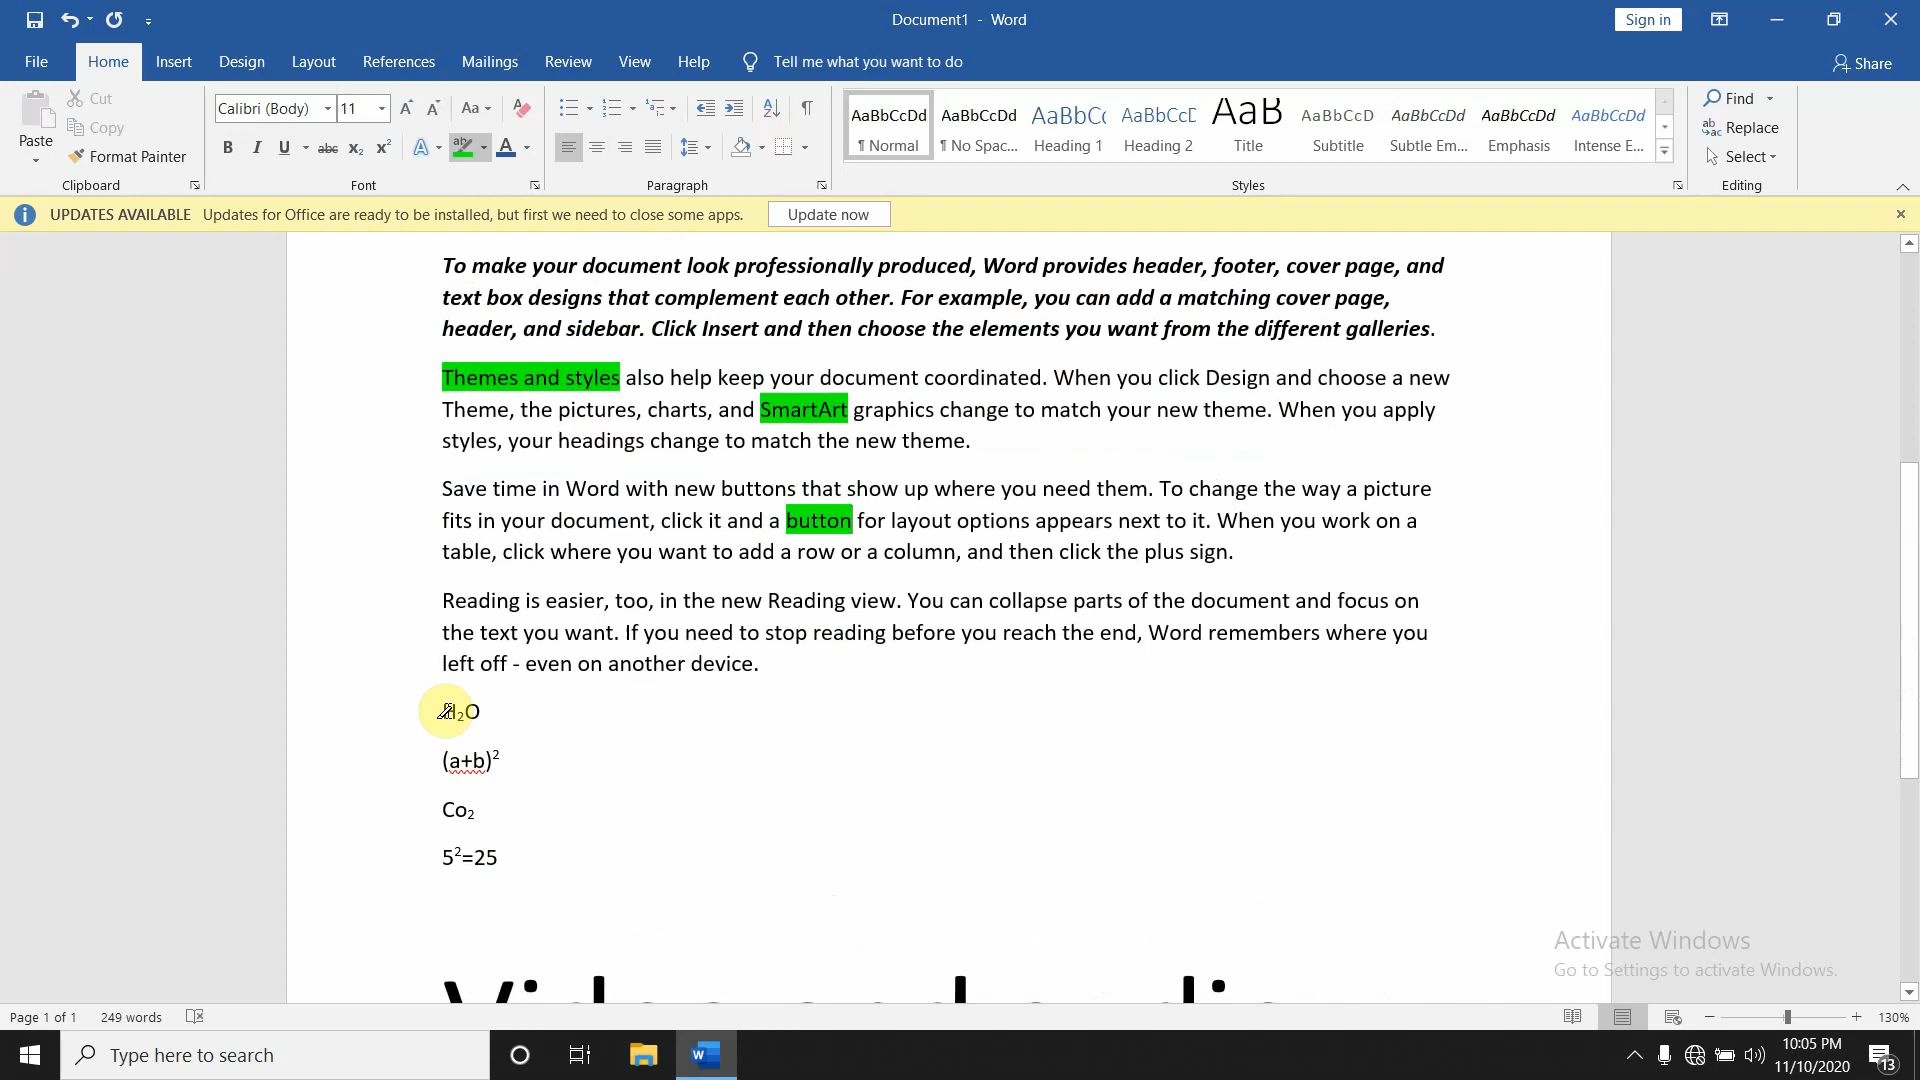 Document1 - Word
Sign in
File Home Insert Design Layout References Mailings Review View Help Tell me what you want to do Share
Paste
Cut
Copy
Format Painter
Clipboard
Calibri (Body) 11 Aa
B I U abc x₂ x² A ab A
Font
Paragraph
AaBbCcDd AaBbCcDd AaBbCc AaBbCcD AaB AaBbCcD AaBbCcDd AaBbCcDd AaBbCcDd
¶ Normal ¶ No Spac... Heading 1 Heading 2 Title Subtitle Subtle Em... Emphasis Intense E...
Styles
Find
Replace
Select
Editing
UPDATES AVAILABLE Updates for Office are ready to be installed, but first we need to close some apps. Update now
To make your document look professionally produced, Word provides header, footer, cover page, and
text box designs that complement each other. For example, you can add a matching cover page,
header, and sidebar. Click Insert and then choose the elements you want from the different galleries.
Themes and styles also help keep your document coordinated. When you click Design and choose a new
Theme, the pictures, charts, and SmartArt graphics change to match your new theme. When you apply
styles, your headings change to match the new theme.
Save time in Word with new buttons that show up where you need them. To change the way a picture
fits in your document, click it and a button for layout options appears next to it. When you work on a
table, click where you want to add a row or a column, and then click the plus sign.
Reading is easier, too, in the new Reading view. You can collapse parts of the document and focus on
the text you want. If you need to stop reading before you reach the end, Word remembers where you
left off - even on another device.
H₂O
(a+b)²
Co₂
5²=25
Activate Windows
Go to Settings to activate Windows.
Page 1 of 1 249 words 130%
Type here to search
10:05 PM
11/10/2020
13